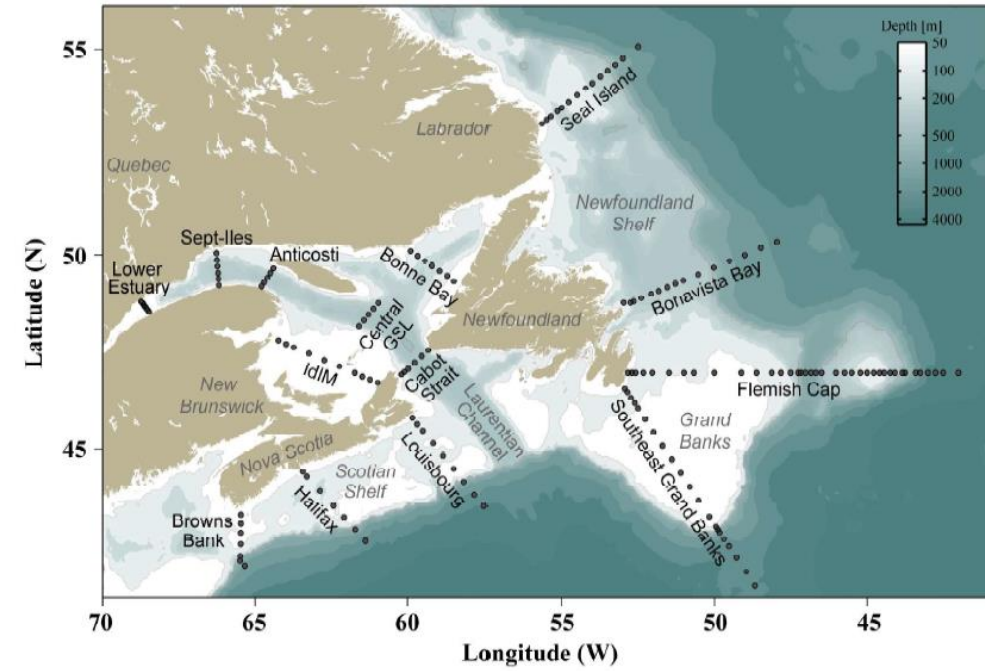 Depth [m]
50
100
200
500
1000
2000
4000
55
50
45
Latitude (N)
Seal Island
Labrador
Quebec
Newfoundland
Shelf
Sept-Iles
Anticosti
Lower
Estuary
Bonne Bay
Bonavista Bay
Central
GSL
Newfoundland
IdlM
Cabot
Strait
Flemish Cap
New
Brunswick
Laurentian
Channel
Southeast Grand Banks
Grand
Banks
Louisbourg
Nova Scotia
Scotian
Shelf
Halifax
Browns
Bank
70
65
60
55
50
45
Longitude (W)